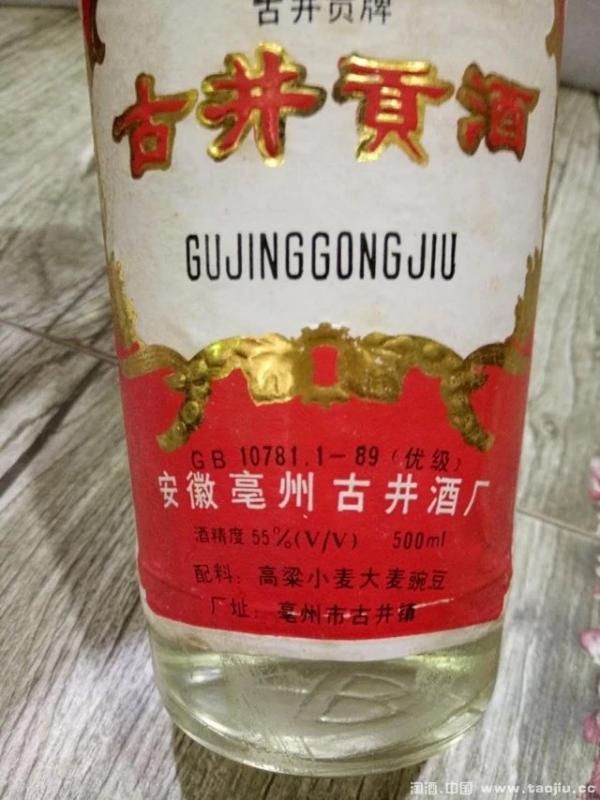 古井贡牌
古井贡酒
GUJINGGONGJIU
GB 10781.1-89(优级)
安徽亳州古井酒厂
酒精度 55%(V/V) 500ml
配料: 高粱小麦大麦豌豆
厂址: 亳州市古井镇
淘酒.中国 www.taojiu.cc